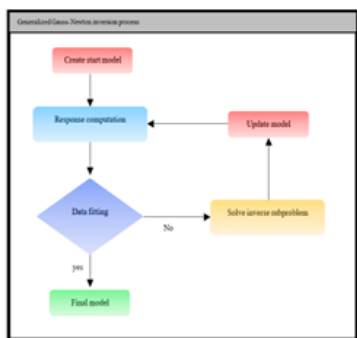 Generalized Gauss-Newton inversion process
Create start model
Response computation
Update model
Data fitting
No
Solve inverse subproblem
yes
Final model